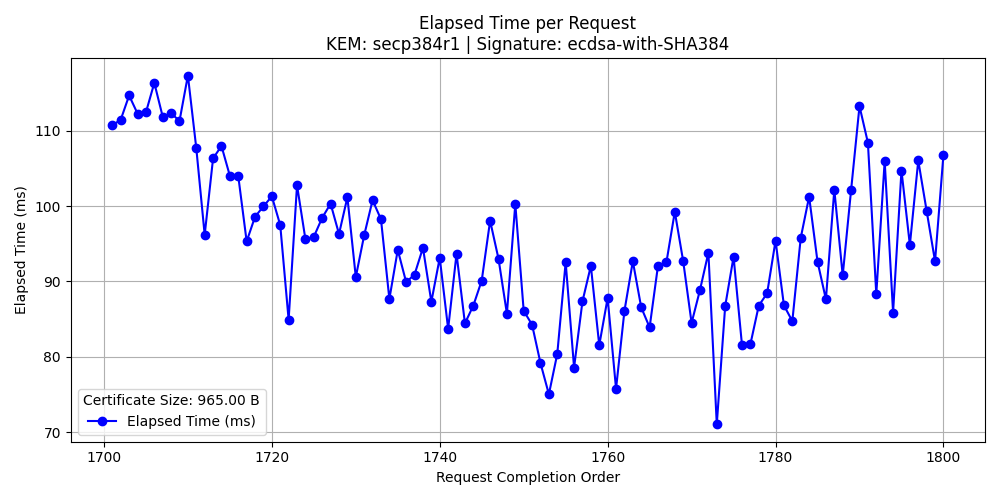 Elapsed Time per Request
KEM: secp384r1 | Signature: ecdsa-with-SHA384
Elapsed Time (ms)
110
100
90
80
70
Certificate Size: 965.00 B
Elapsed Time (ms)
1700 1720 1740 1760 1780 1800
Request Completion Order